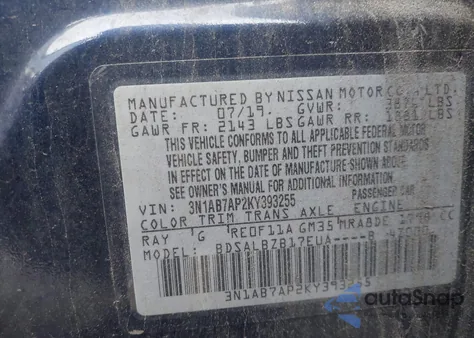 MANUFACTURED BY NISSAN MOTOR CO., LTD.
DATE: 07/19. GVWR: LBS
GAWR FR: 2143 LBS GAWR RR: LBS
THIS VEHICLE CONFORMS TO ALL APPLICABLE FEDERAL MOTOR
VEHICLE SAFETY, BUMPER AND THEFT PREVENTION STANDARDS
IN EFFECT ON THE DATE OF MANUFACTURE SHOWN ABOVE.
SEE OWNER'S MANUAL FOR ADDITIONAL INFORMATION.
VIN: 3N1AB7AP2KY393255 PASSENGER CAR
COLOR TRIM TRANS AXLE ENGINE
RAY 'G 'RE0F11A GM35'MRA8DE CC
MODEL: BDSALBZB17EUA
3N1AB7AP2KY393255
autoSnap